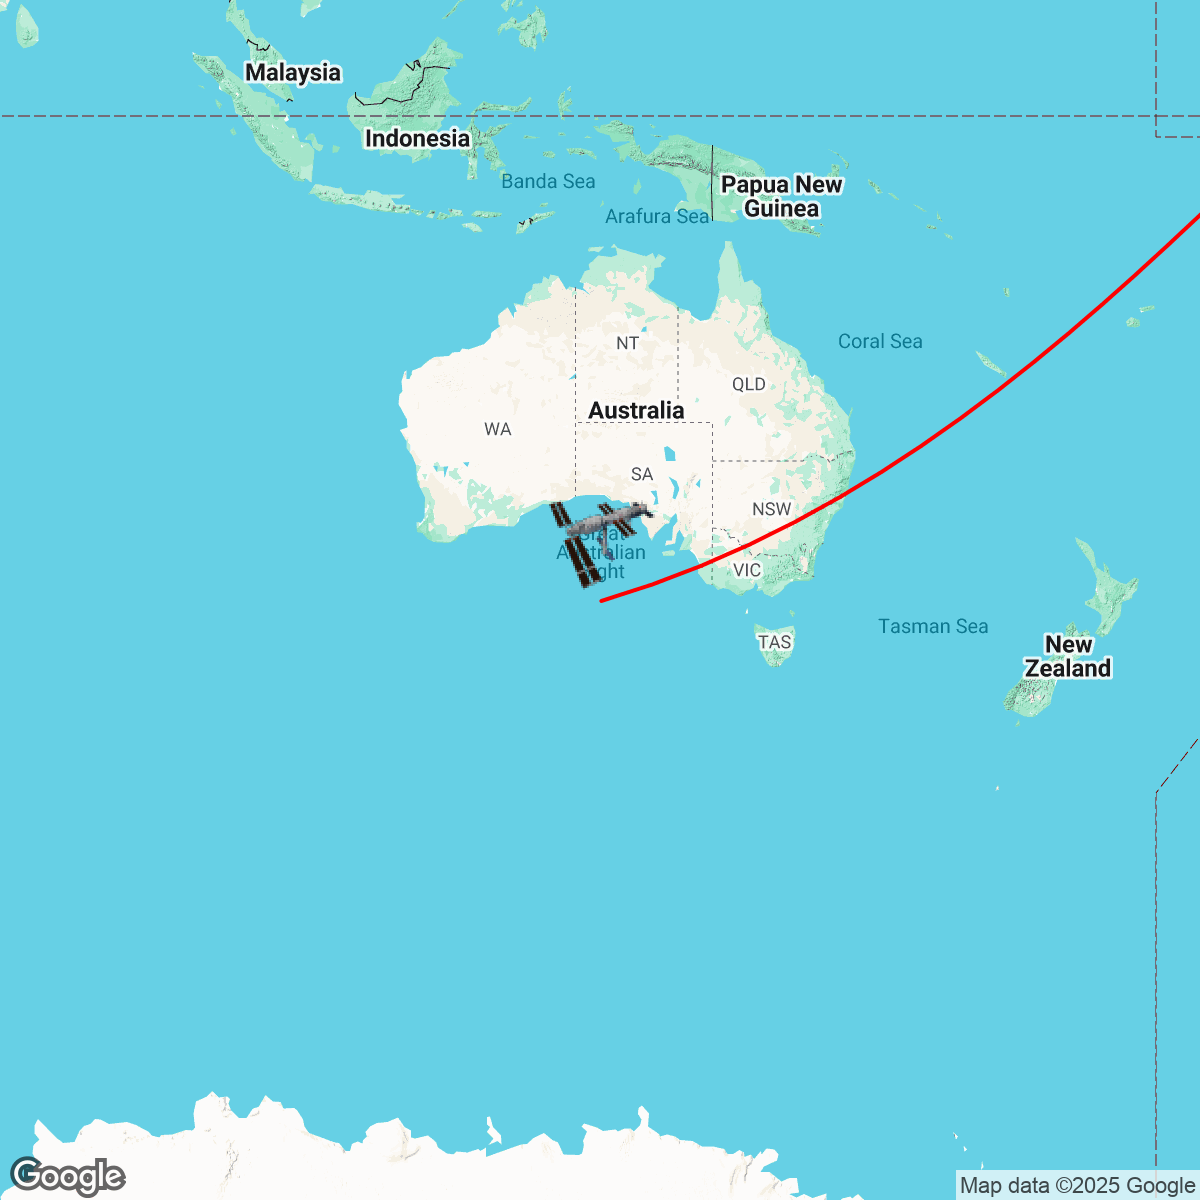 Malaysia
Indonesia
Banda Sea
Papua New
Guinea
Arafura Sea
NT
Coral Sea
QLD
Australia
WA
SA
NSW
Great
Australian
Bight
VIC
Tasman Sea
TAS
New
Zealand
Google
Map data ©2025 Google